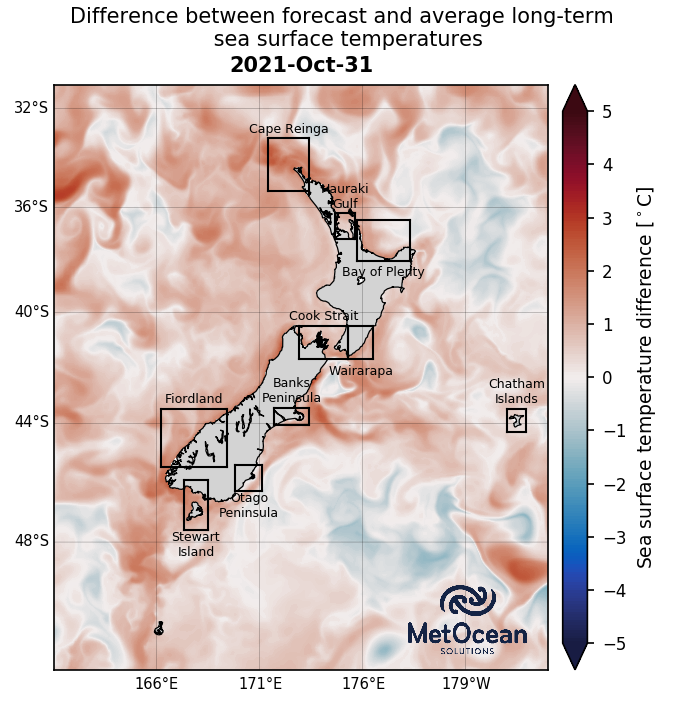 Difference between forecast and average long-term
sea surface temperatures
2021-Oct-31
32°S
36°S
40°S
44°S
48°S
166°E
171°E
176°E
179°W
Cape Reinga
Hauraki
Gulf
Bay of Plenty
Cook Strait
Wairarapa
Banks
Peninsula
Fiordland
Chatham
Islands
Otago
Peninsula
Stewart
Island
MetOcean
SOLUTIONS
5
4
3
2
1
0
−1
−2
−3
−4
−5
Sea surface temperature difference [°C]